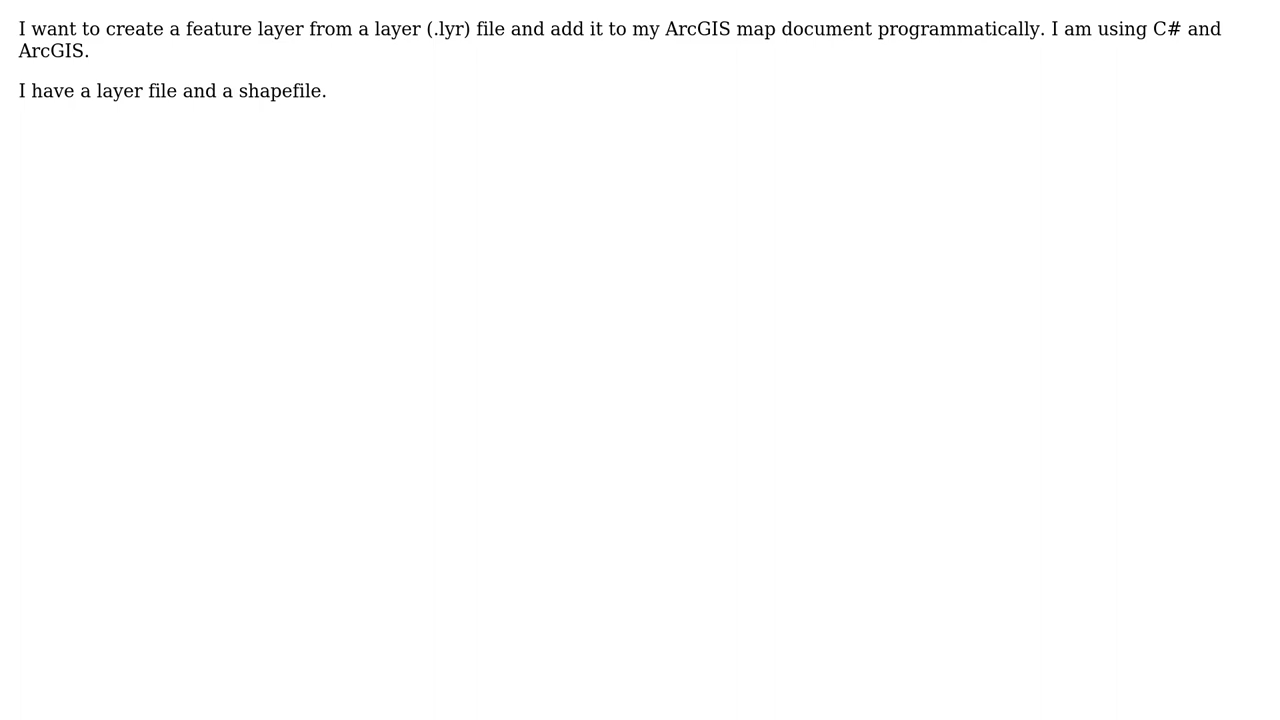 I want to create a feature layer from a layer (.lyr) file and add it to my ArcGIS map document programmatically. I am using C# and
ArcGIS.
I have a layer file and a shapefile.